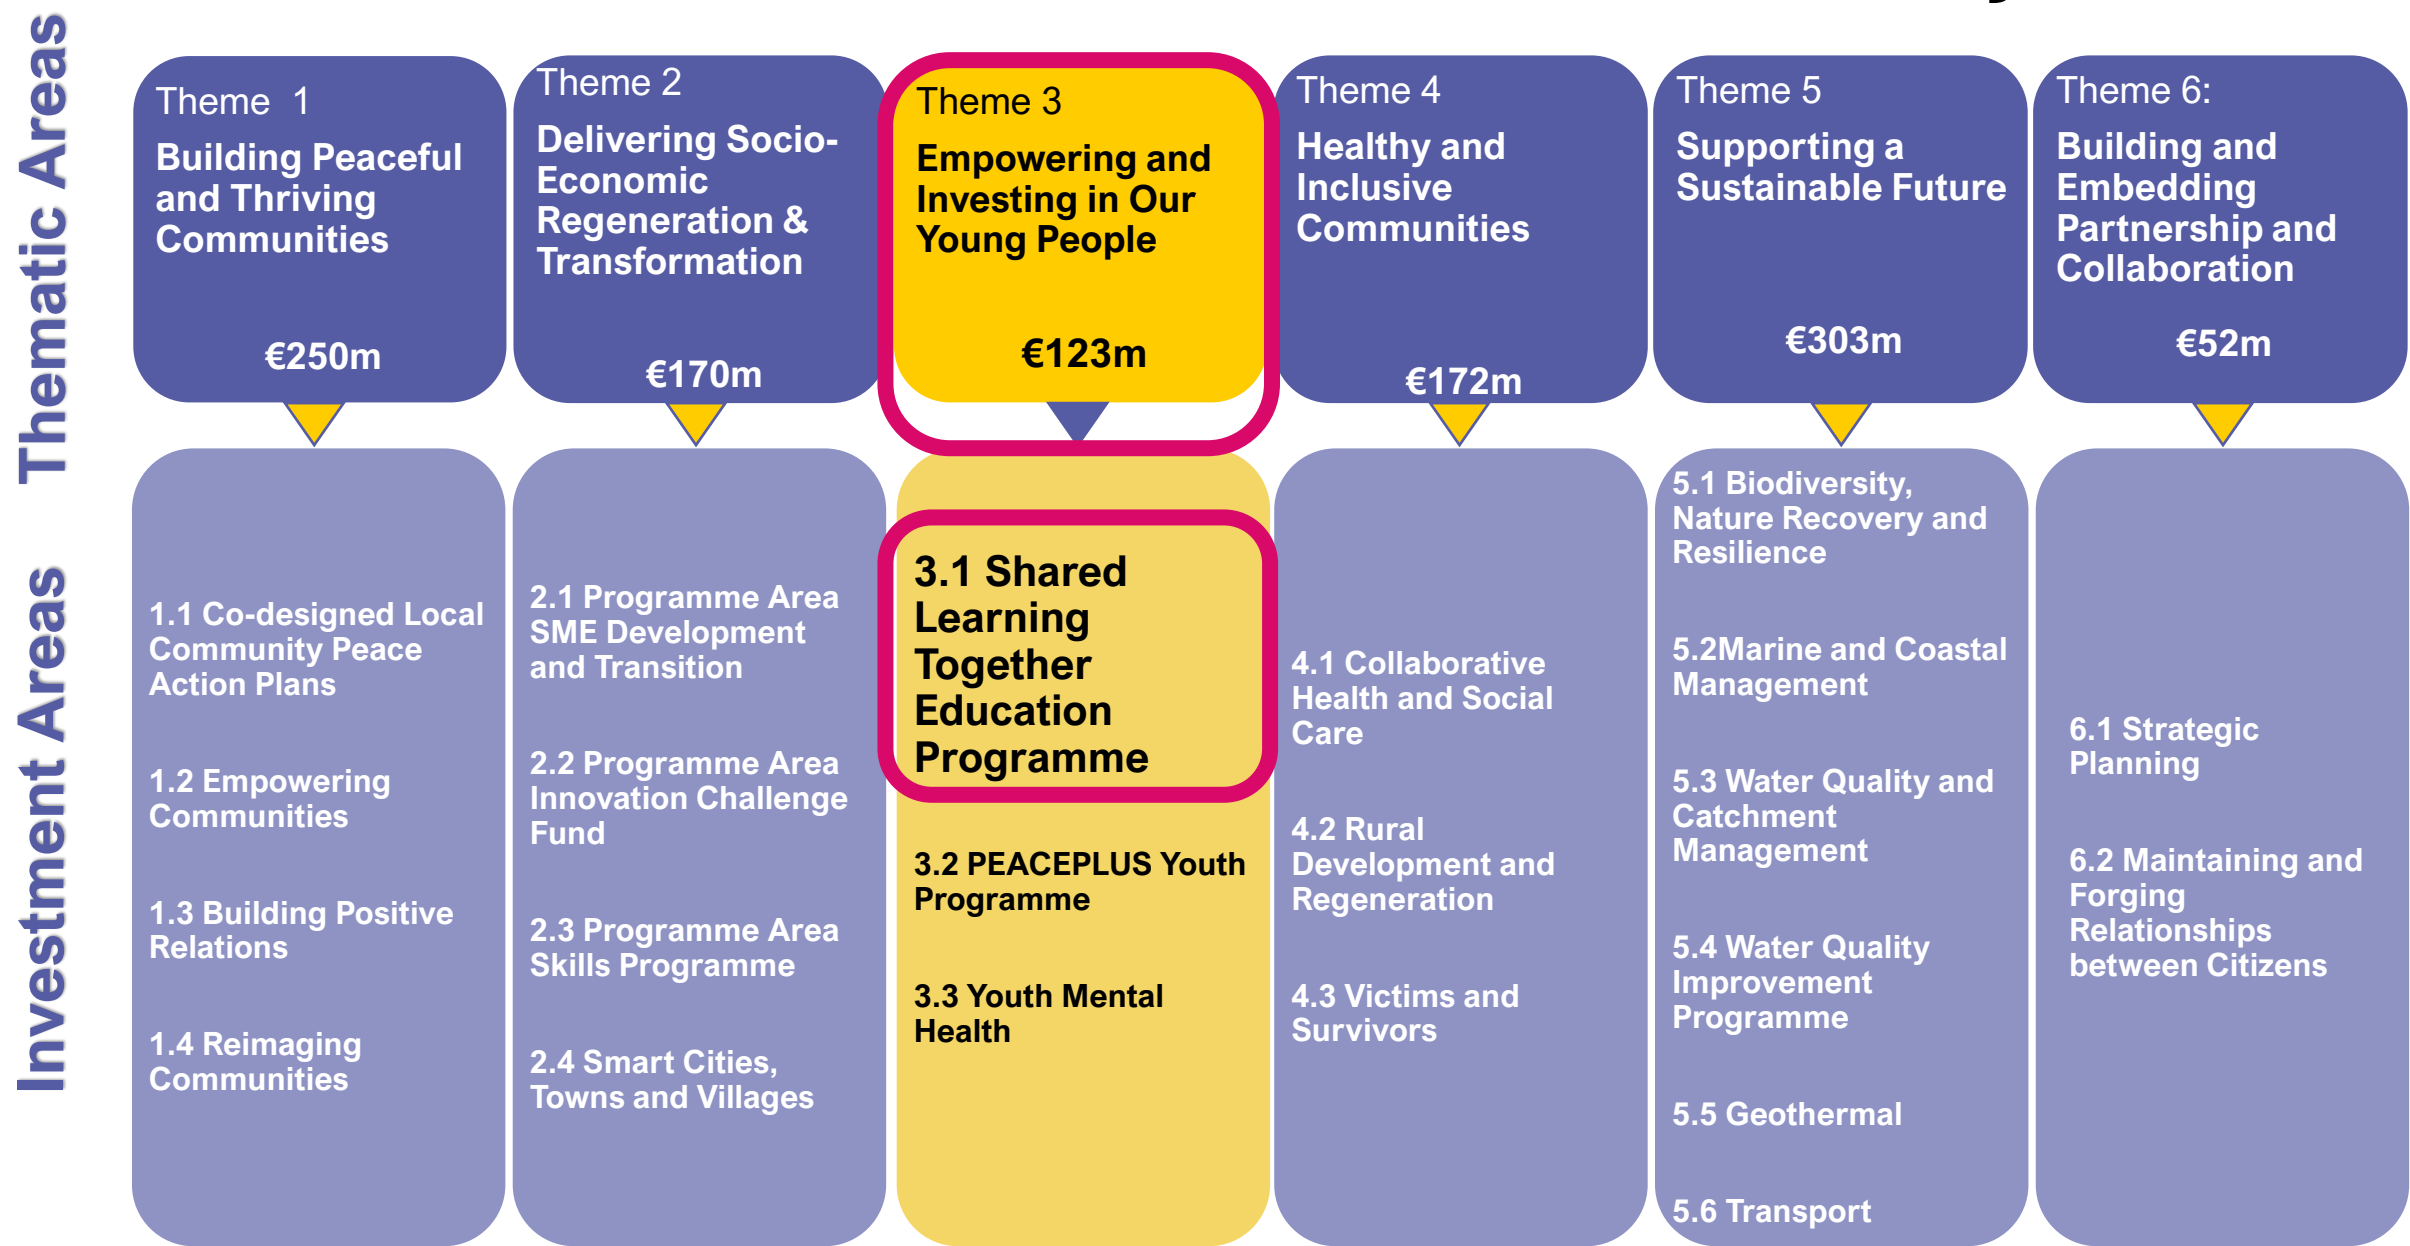 Thematic Areas
Theme 1
Building Peaceful
and Thriving
Communities
€250m
Theme 2
Delivering Socio-
Economic
Regeneration &
Transformation
€170m
Theme 3
Empowering and
Investing in Our
Young People
€123m
Theme 4
Healthy and
Inclusive
Communities
€172m
Theme 5
Supporting a
Sustainable Future
€303m
Theme 6:
Building and
Embedding
Partnership and
Collaboration
€52m
Investment Areas
1.1 Co-designed Local
Community Peace
Action Plans
1.2 Empowering
Communities
1.3 Building Positive
Relations
1.4 Reimaging
Communities
2.1 Programme Area
SME Development
and Transition
2.2 Programme Area
Innovation Challenge
Fund
2.3 Programme Area
Skills Programme
2.4 Smart Cities,
Towns and Villages
3.1 Shared
Learning
Together
Education
Programme
3.2 PEACEPLUS Youth
Programme
3.3 Youth Mental
Health
4.1 Collaborative
Health and Social
Care
4.2 Rural
Development and
Regeneration
4.3 Victims and
Survivors
5.1 Biodiversity,
Nature Recovery and
Resilience
5.2Marine and Coastal
Management
5.3 Water Quality and
Catchment
Management
5.4 Water Quality
Improvement
Programme
5.5 Geothermal
5.6 Transport
6.1 Strategic
Planning
6.2 Maintaining and
Forging
Relationships
between Citizens